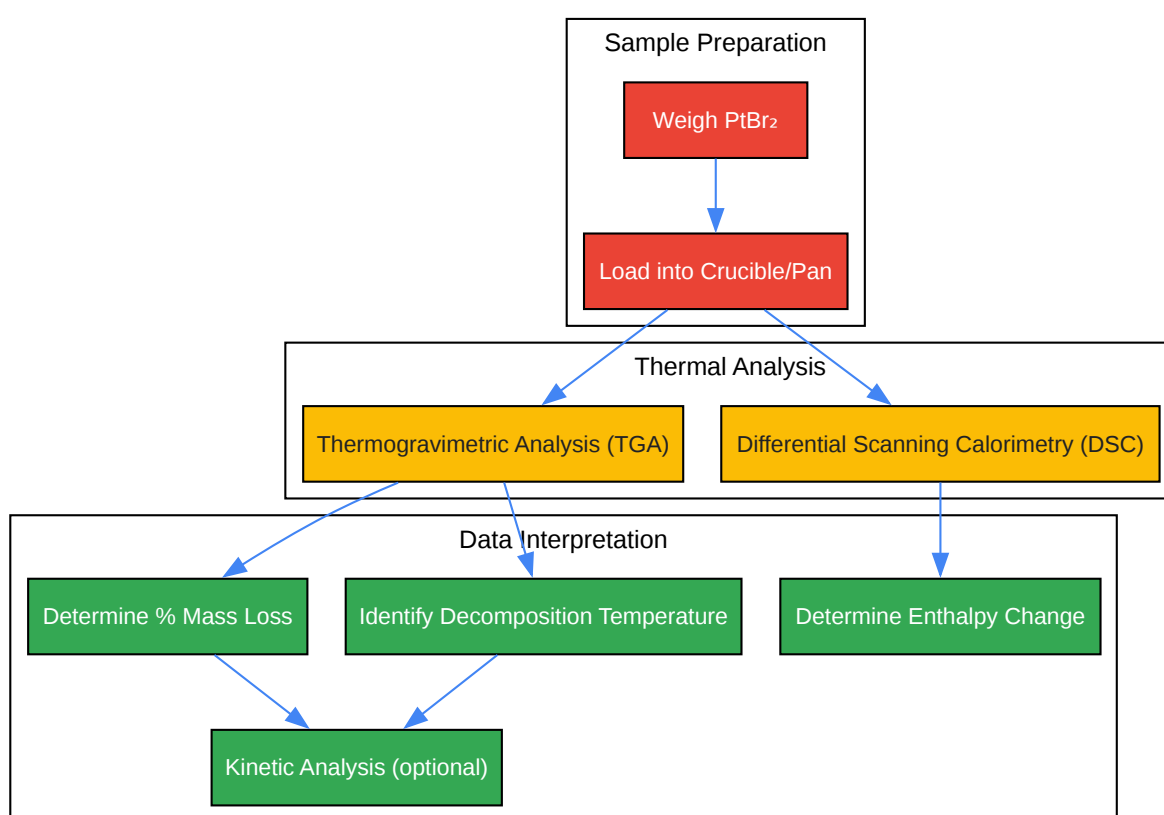 Sample Preparation
Weigh PtBr₂
Load into Crucible/Pan
Thermal Analysis
Thermogravimetric Analysis (TGA)
Differential Scanning Calorimetry (DSC)
Data Interpretation
Determine % Mass Loss
Identify Decomposition Temperature
Determine Enthalpy Change
Kinetic Analysis (optional)